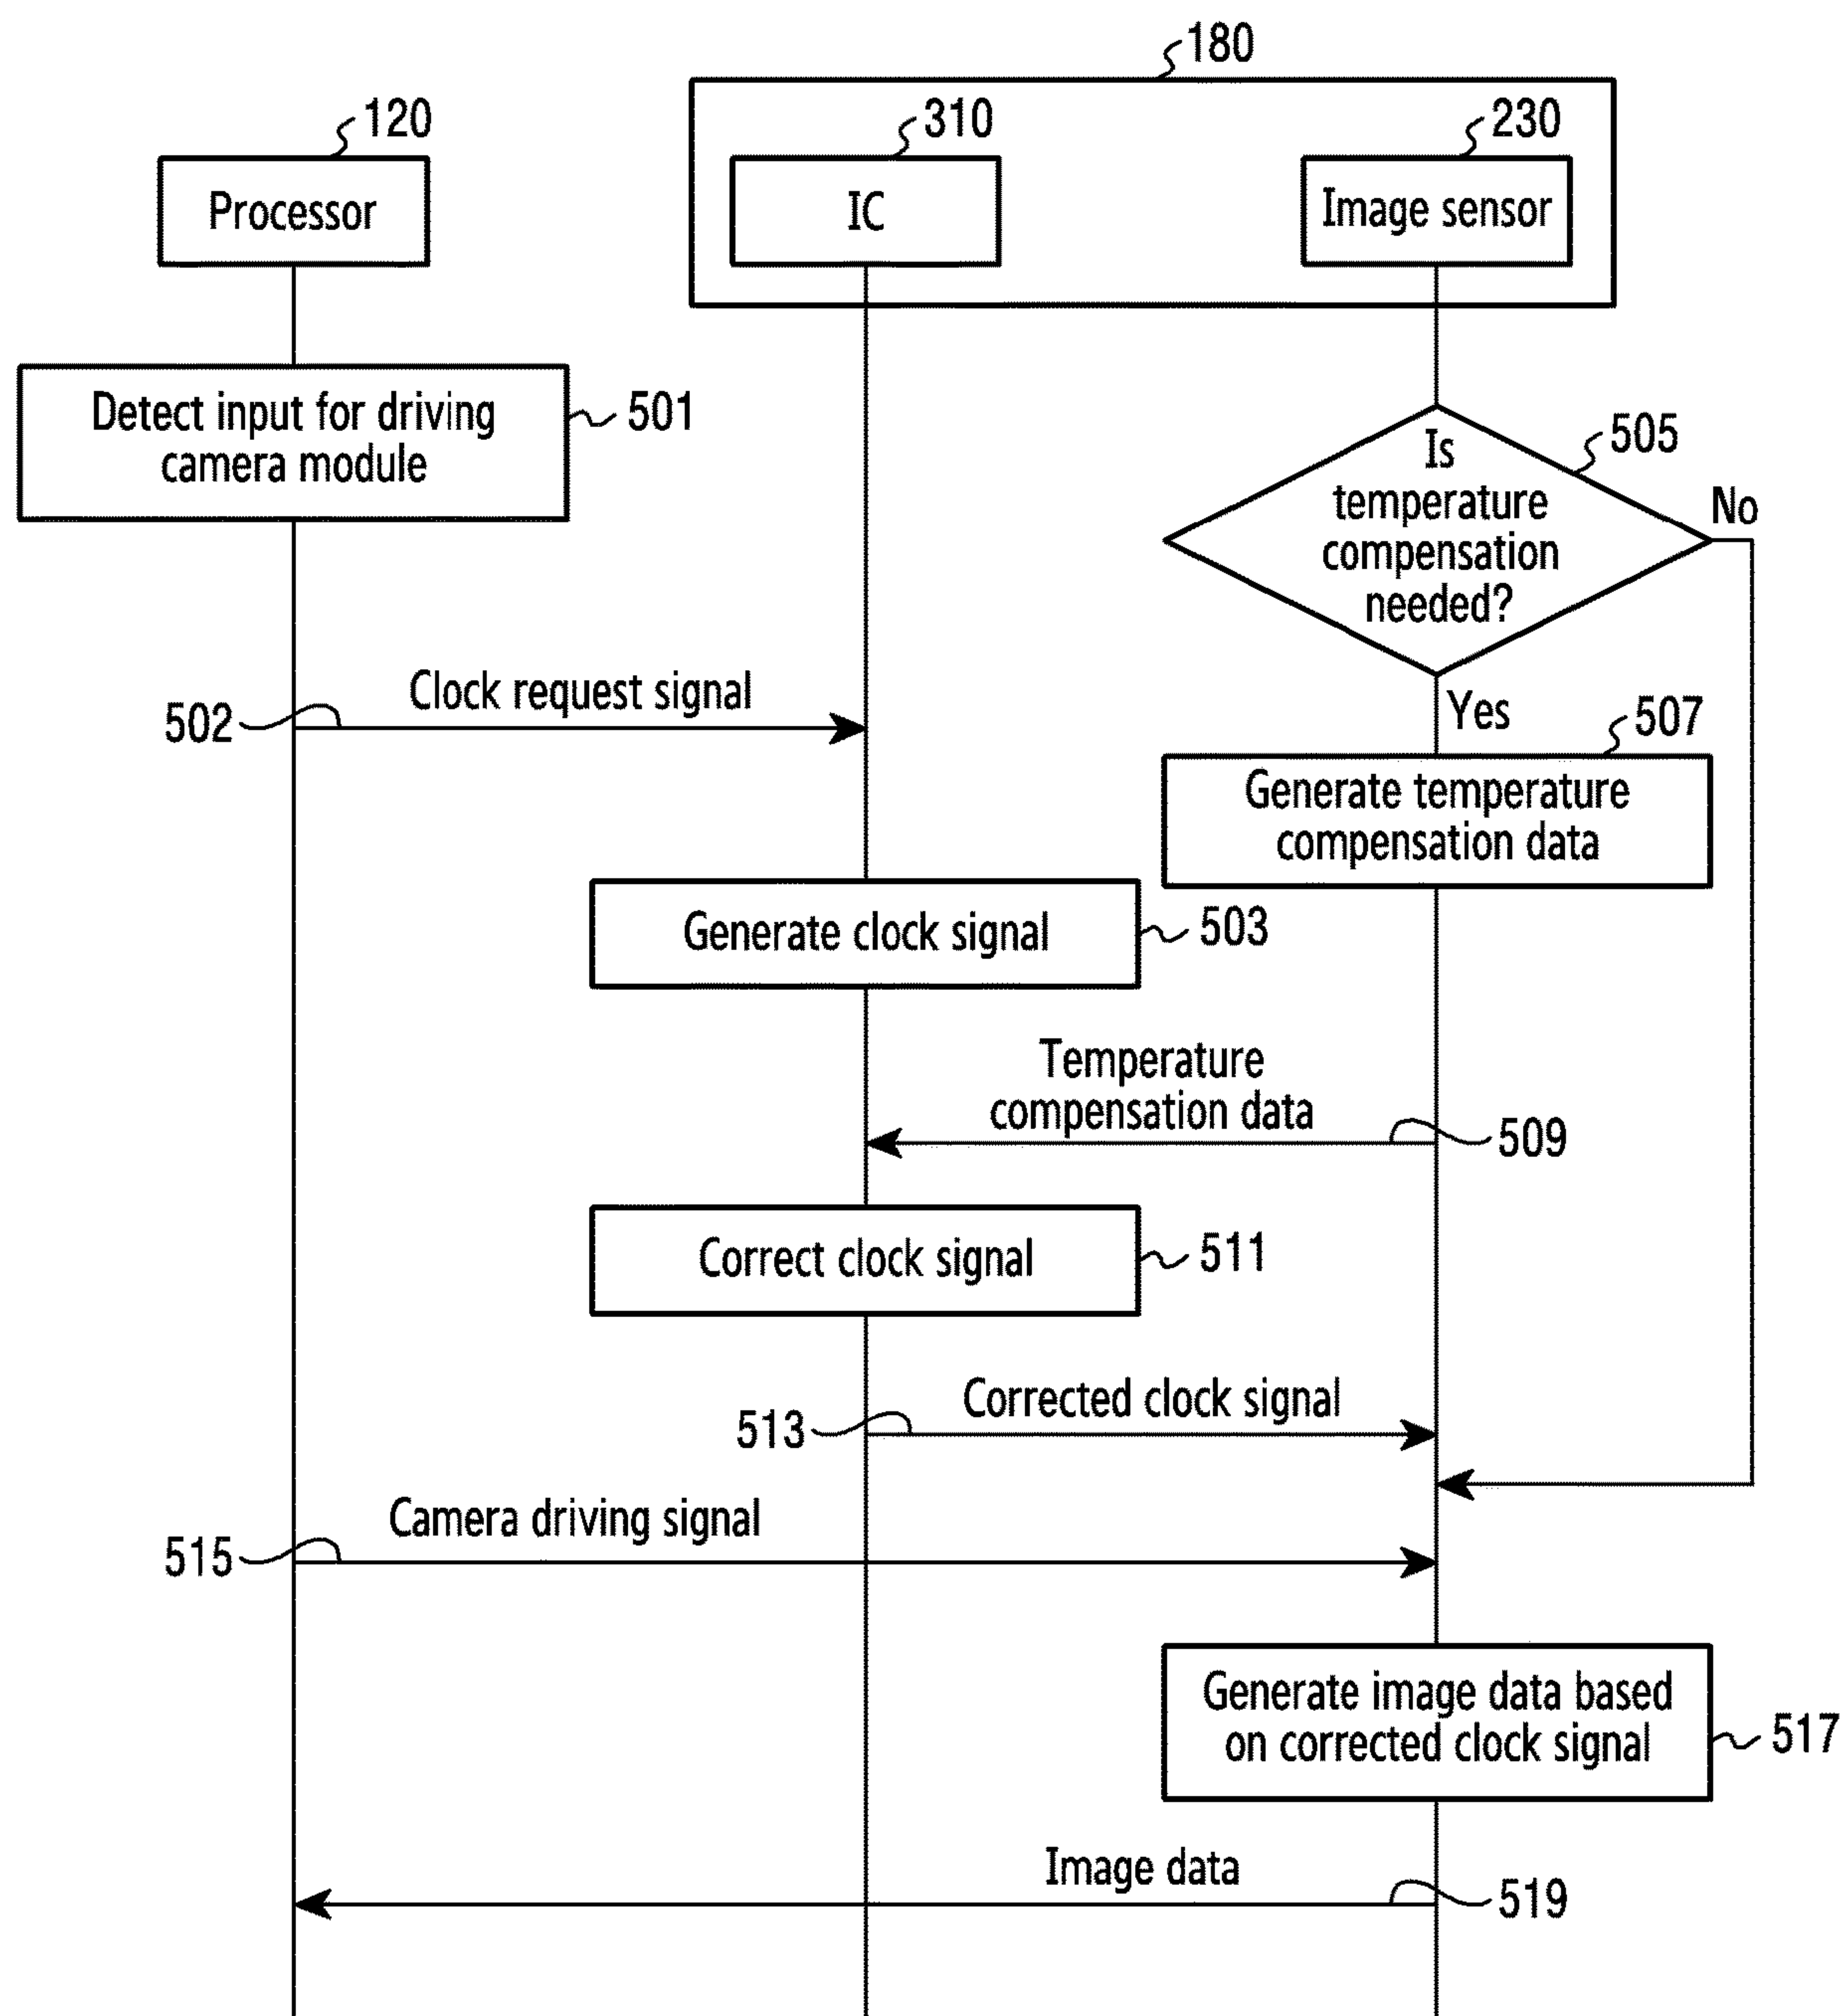 180
120
310
230
Processor
IC
Image sensor
Detect input for driving
camera module
501
Is
temperature
compensation
needed?
505
No
Clock request signal
502
Yes
507
Generate temperature
compensation data
Generate clock signal
503
Temperature
compensation data
509
Correct clock signal
511
Corrected clock signal
513
Camera driving signal
515
Generate image data based
on corrected clock signal
517
Image data
519